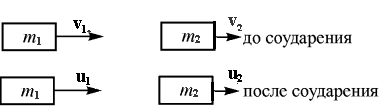 v₁ v₂
m₁ m₂ до соударения
u₁ u₂
m₁ m₂ после соударения